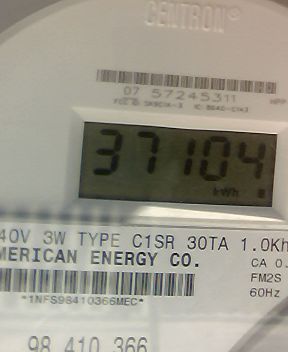 CENTRON®
07 57245311
HPP
37104
kWh
40V 3W TYPE C1SR 30TA 1.0Kh
MERICAN ENERGY CO.
CA 0.
FM2S
60Hz
*1NFS98410366MEC*
98 410 366